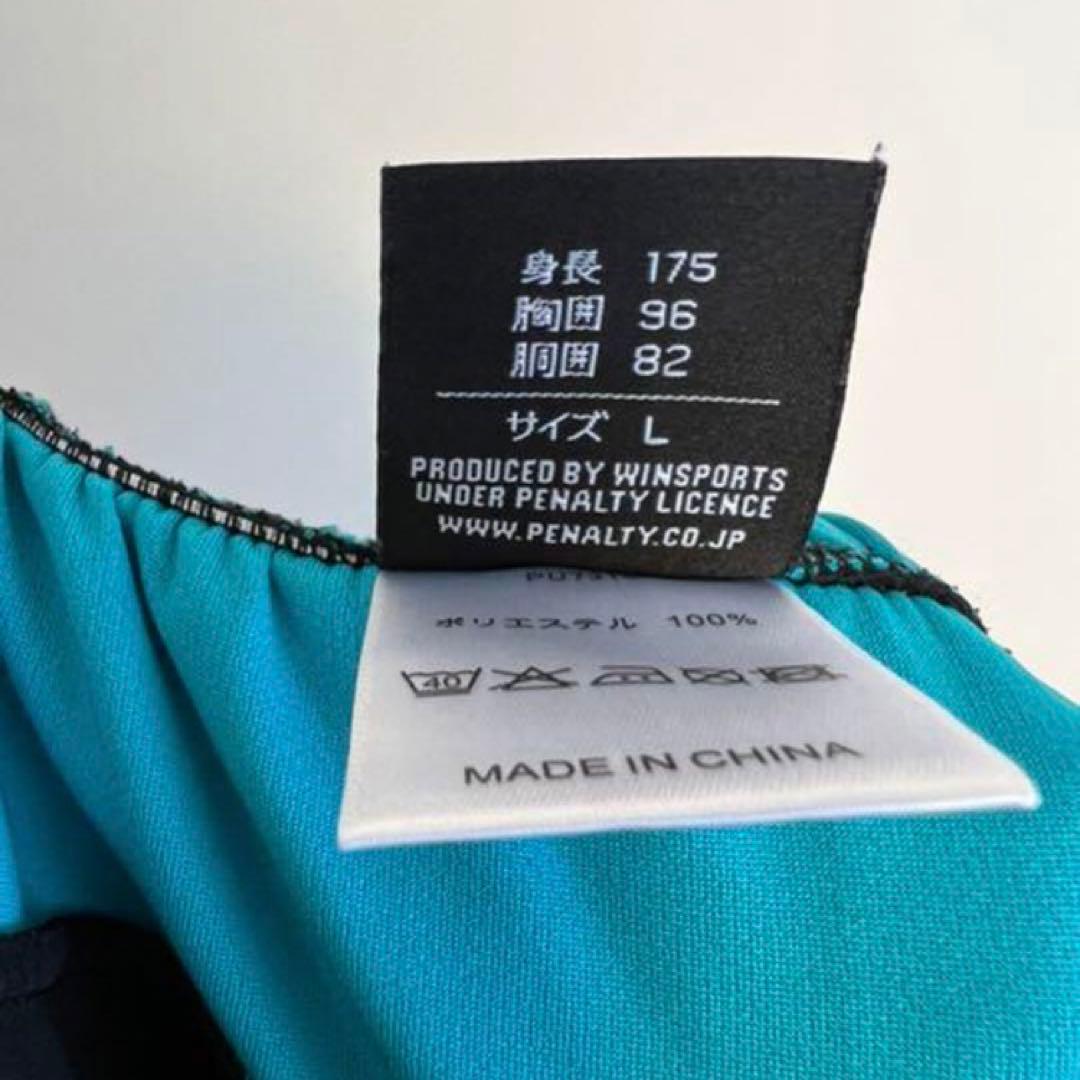 身長 175
胸囲 96
胴囲 82
サイズ L
PRODUCED BY WINSPORTS
UNDER PENALTY LICENCE
WWW.PENALTY.CO.JP
ポリエステル 100%
40
MADE IN CHINA